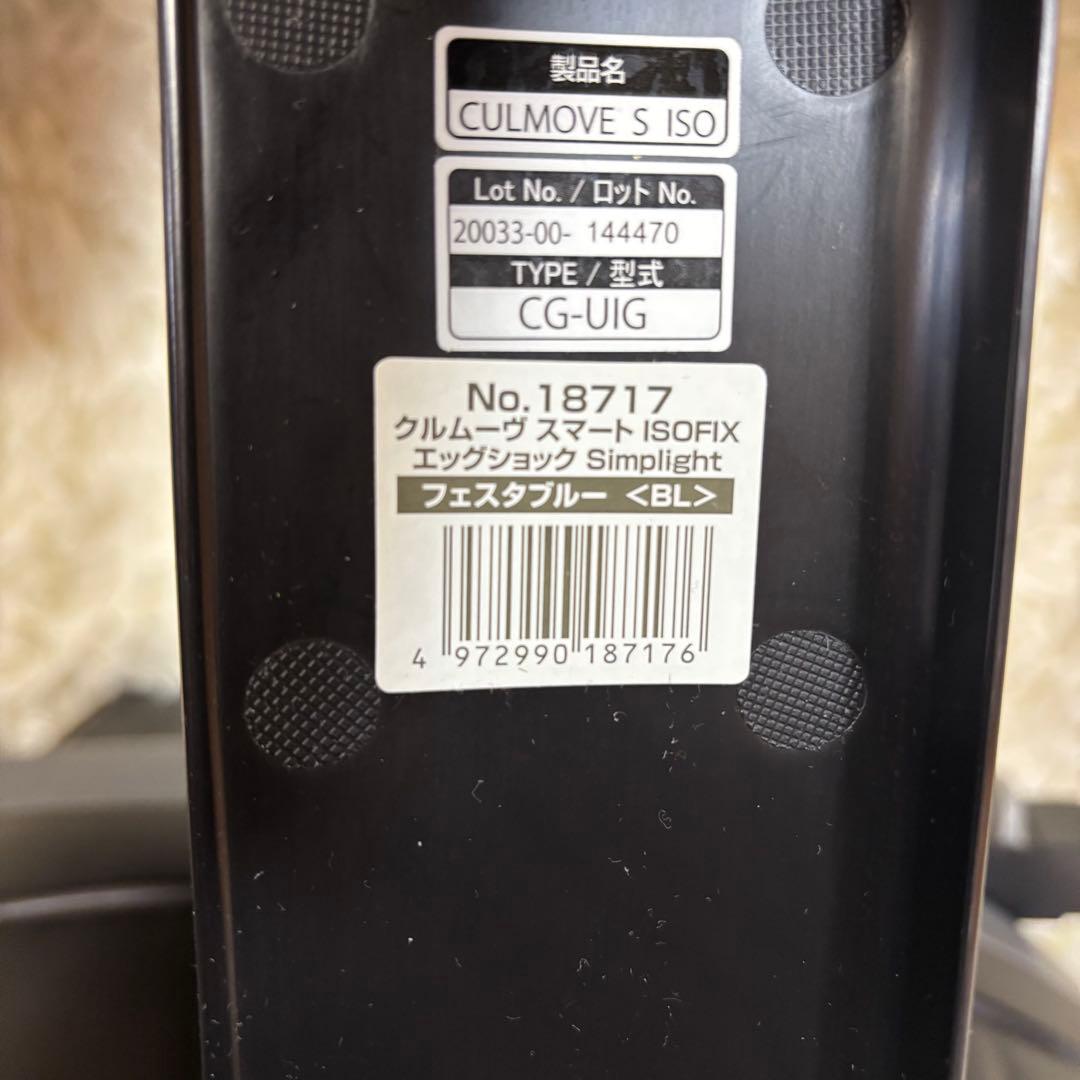 製品名
CULMOVE S ISO
Lot No. / ロット No.
20033-00- 144470
TYPE / 型式
CG-UIG
No.18717
クルムーヴ スマート ISOFIX
エッグショック Simplight
フェスタブルー <BL>
4 972990 187176